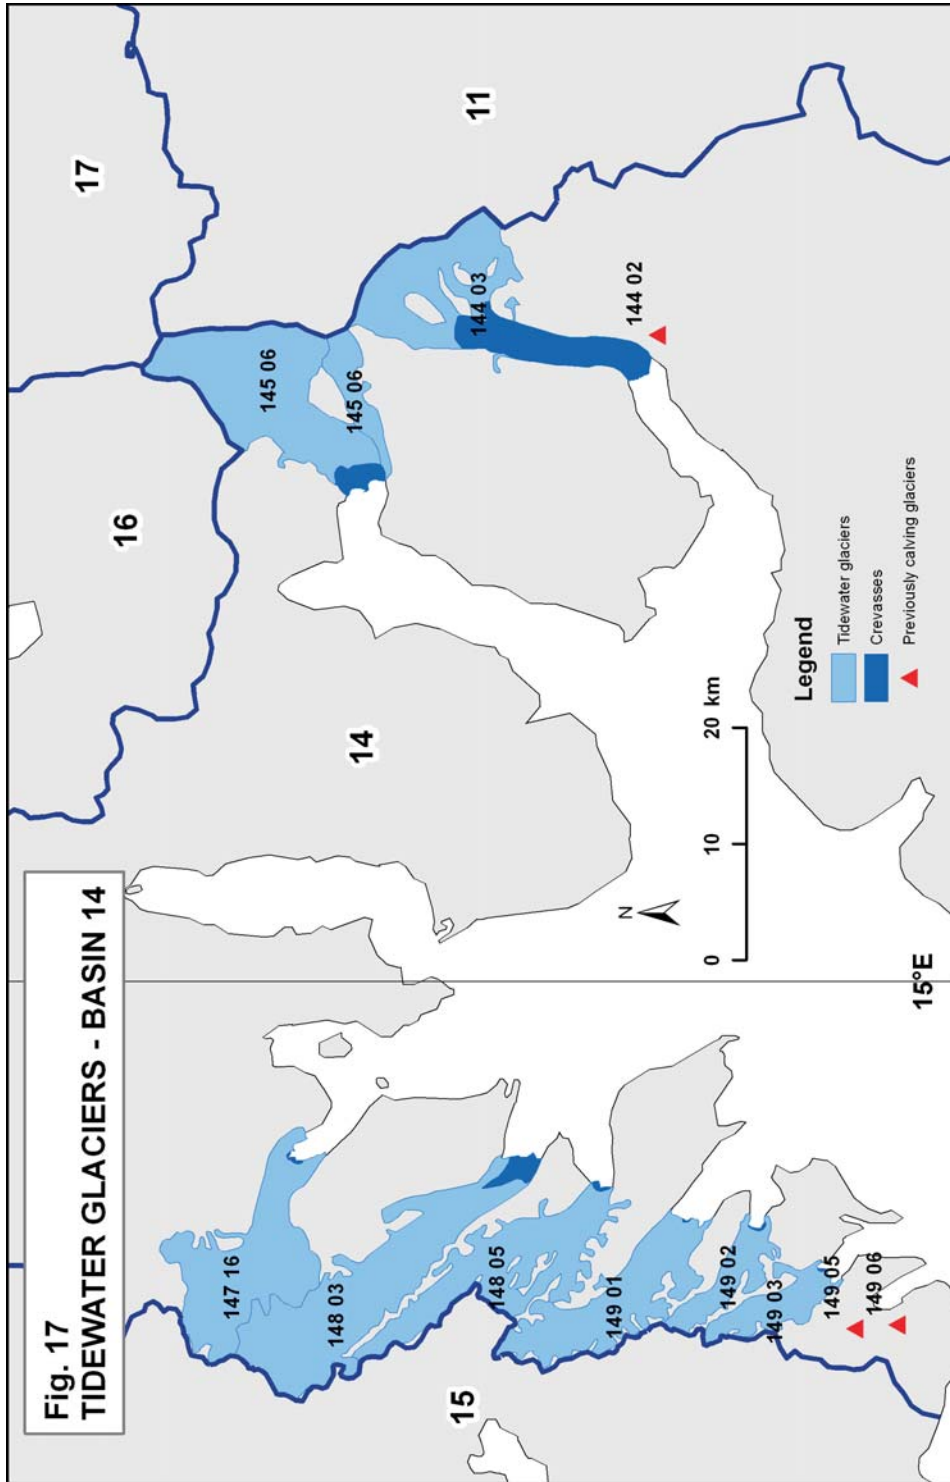 Fig. 17
TIDEWATER GLACIERS - BASIN 14
17
16
11
145 06
145 06
144 03
144 02
14
147 16
148 03
148 05
149 01
149 02
149 03
149 05
149 06
15
N
0 10 20 km
15°E
Legend
Tidewater glaciers
Crevasses
Previously calving glaciers